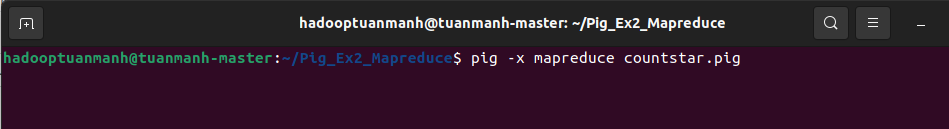 hadooptuanmanh@tuanmanh-master: ~/Pig_Ex2_Mapreduce
hadooptuanmanh@tuanmanh-master:~/Pig_Ex2_Mapreduce$ pig -x mapreduce countstar.pig